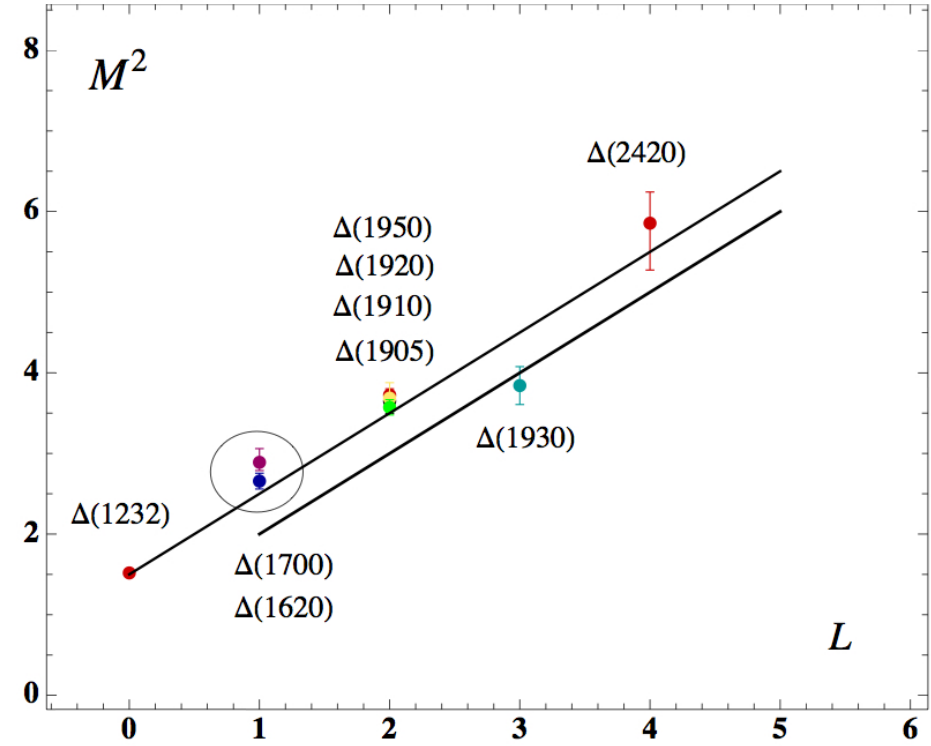 8
M²
Δ(2420)
6
Δ(1950)
Δ(1920)
Δ(1910)
Δ(1905)
4
Δ(1930)
Δ(1232)
2
Δ(1700)
Δ(1620)
L
0
0 1 2 3 4 5 6